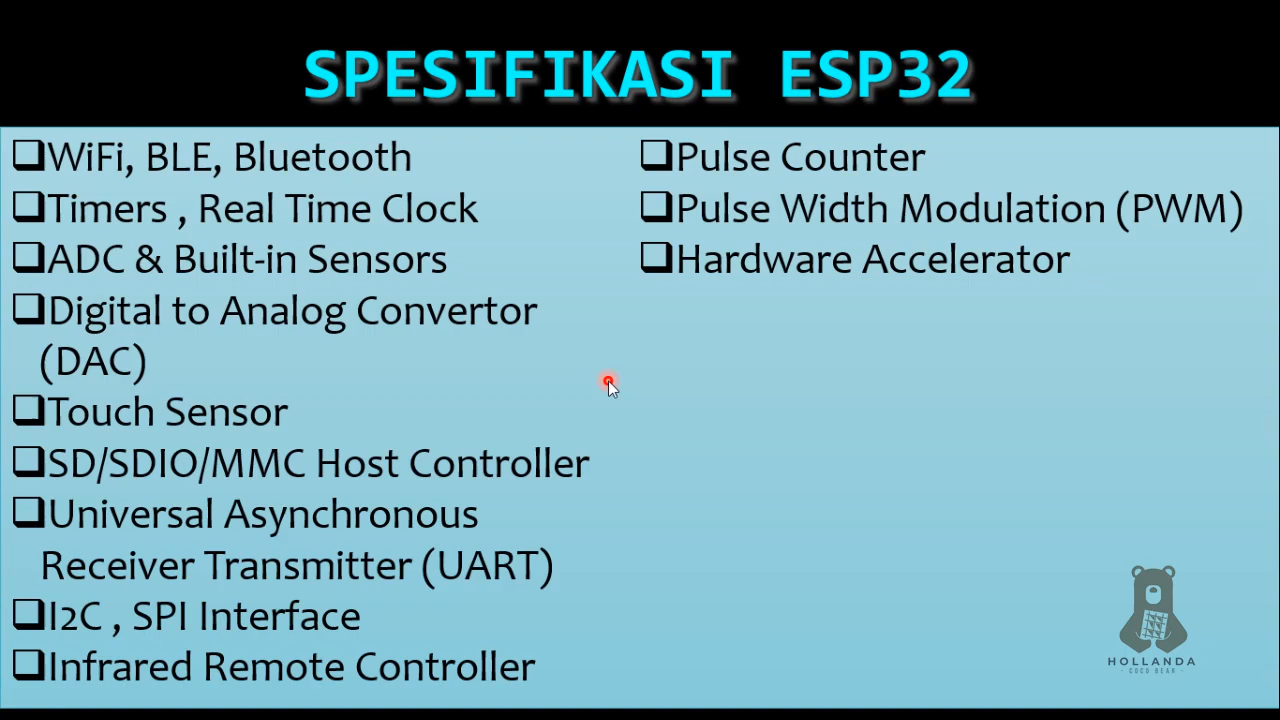 SPESIFIKASI ESP32
❑WiFi, BLE, Bluetooth
❑Timers , Real Time Clock
❑ADC & Built-in Sensors
❑Digital to Analog Convertor
(DAC)
❑Touch Sensor
❑SD/SDIO/MMC Host Controller
❑Universal Asynchronous
Receiver Transmitter (UART)
❑I2C , SPI Interface
❑Infrared Remote Controller
❑Pulse Counter
❑Pulse Width Modulation (PWM)
❑Hardware Accelerator
HOLLANDA
- COCO BEAR -